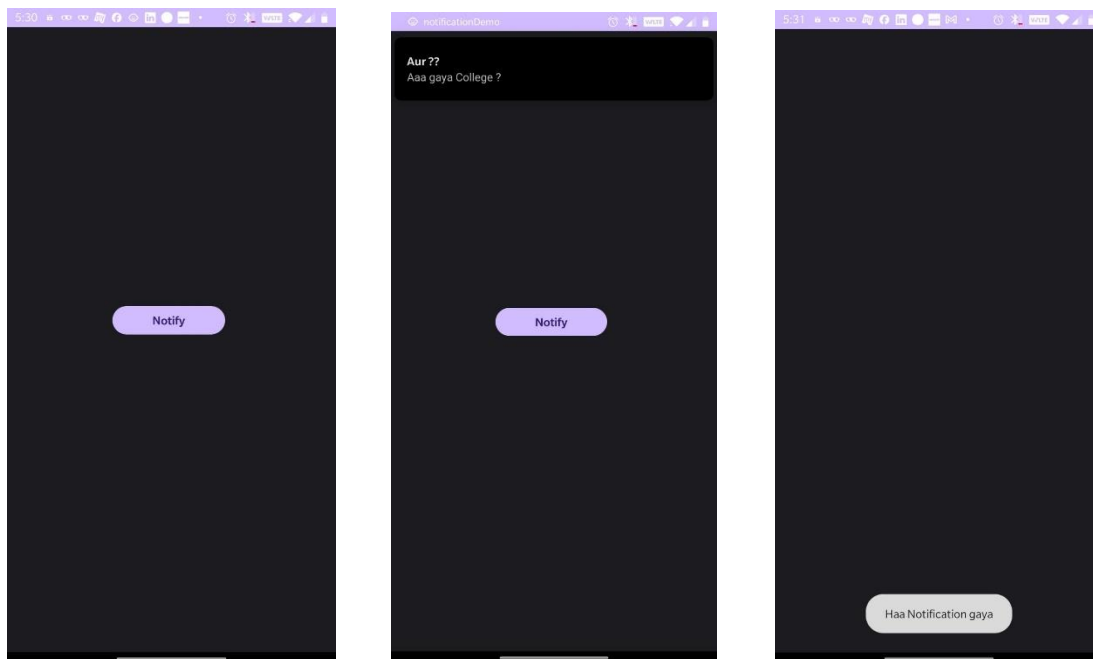 5:30
Notify
notificationDemo
Aur ??
Aaa gaya College ?
Notify
5:31
Haa Notification gaya